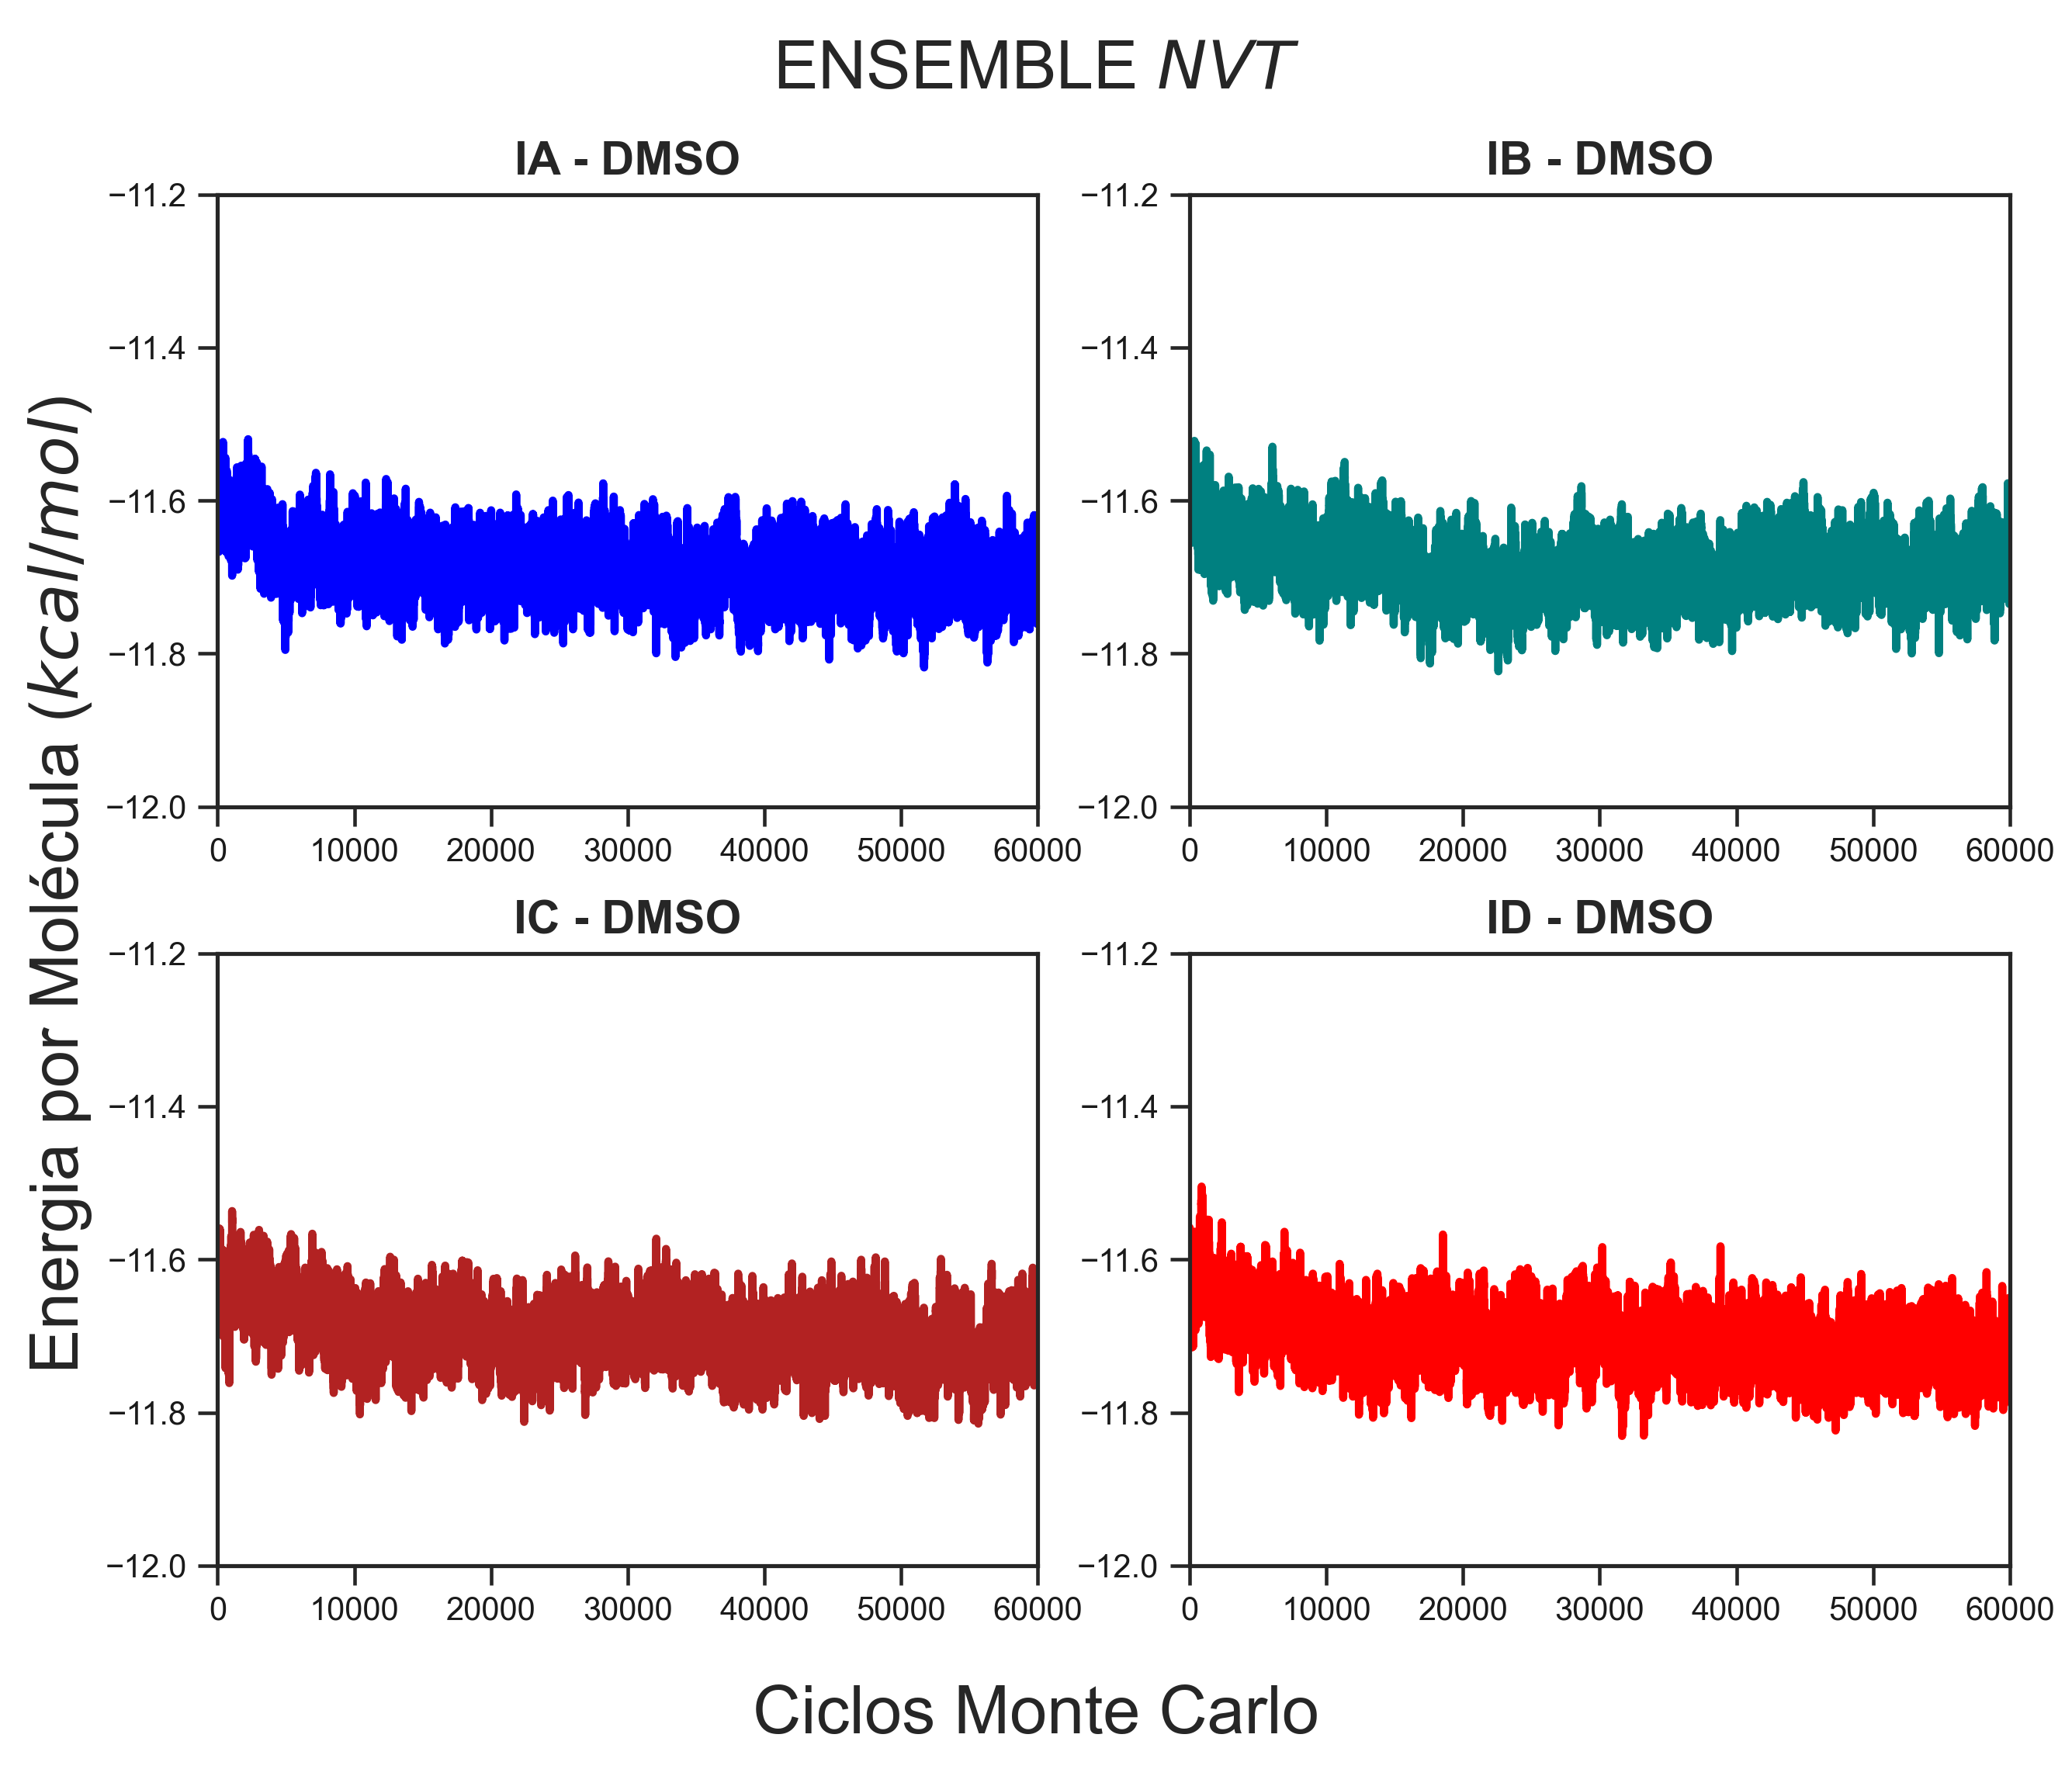 ENSEMBLE NVT
Energia por Molécula (kcal/mol)
IA - DMSO
−11.2
−11.4
−11.6
−11.8
−12.0
0 10000 20000 30000 40000 50000 60000
IB - DMSO
−11.2
−11.4
−11.6
−11.8
−12.0
0 10000 20000 30000 40000 50000 60000
IC - DMSO
−11.2
−11.4
−11.6
−11.8
−12.0
0 10000 20000 30000 40000 50000 60000
ID - DMSO
−11.2
−11.4
−11.6
−11.8
−12.0
0 10000 20000 30000 40000 50000 60000
Ciclos Monte Carlo